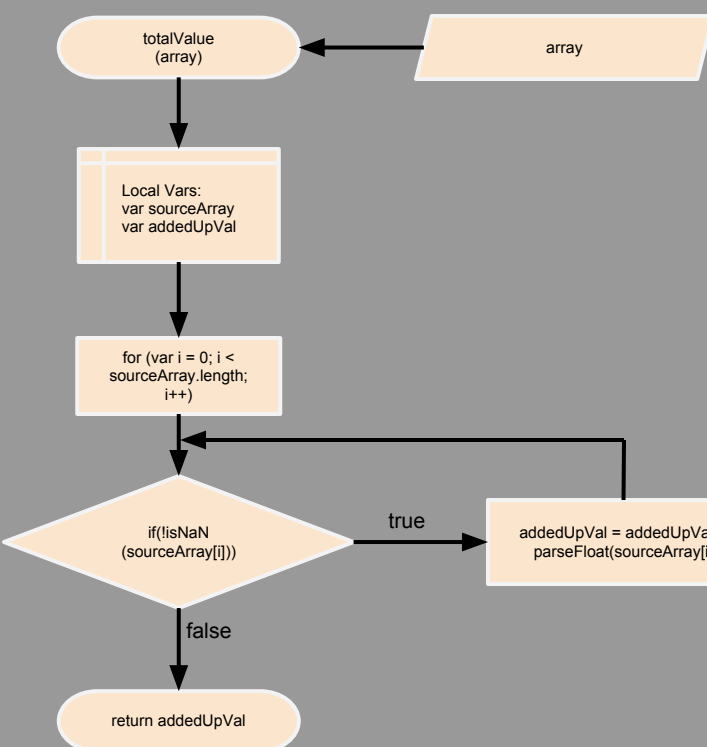 totalValue
(array)
array
Local Vars:
var sourceArray
var addedUpVal
for (var i = 0; i <
sourceArray.length;
i++)
if(!isNaN
(sourceArray[i]))
true
addedUpVal = addedUpVa
parseFloat(sourceArray[i
false
return addedUpVal